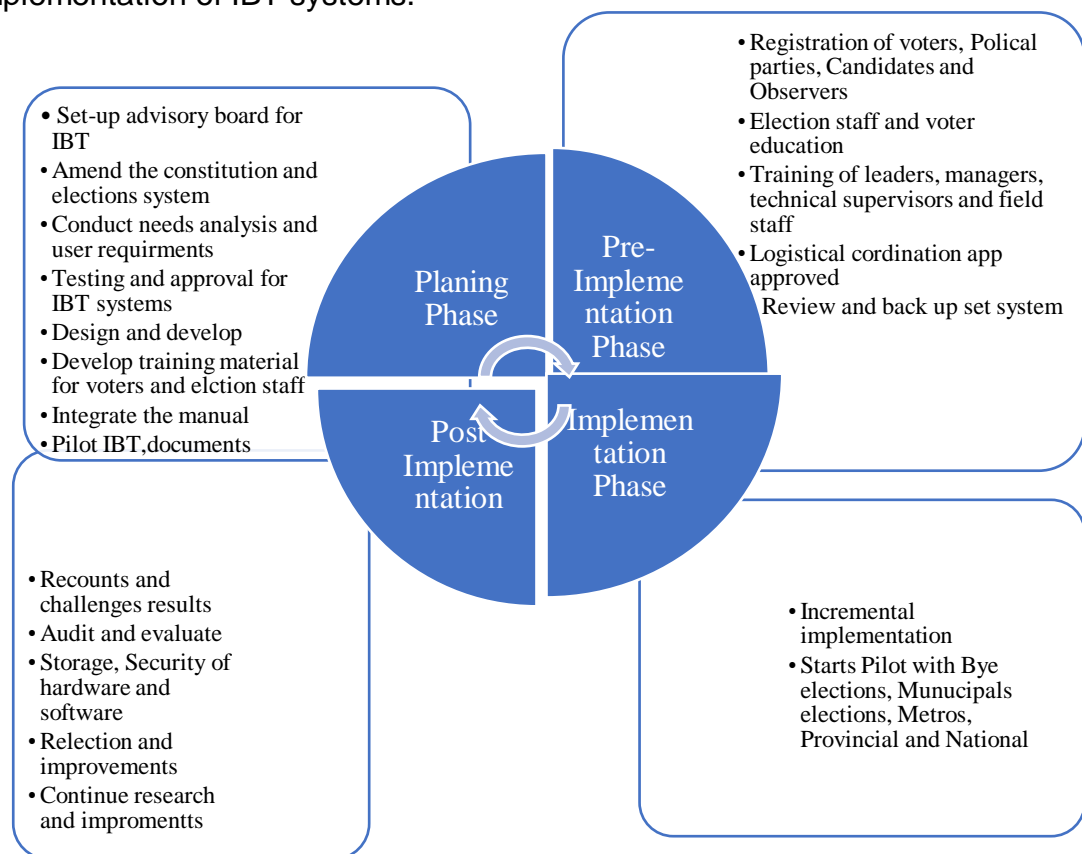 plementation of IBT systems.
• Set-up advisory board for
IBT
• Amend the constitution and
elections system
• Conduct needs analysis and
user requirments
• Testing and approval for
IBT systems
• Design and develop
• Develop training material
for voters and elction staff
• Integrate the manual
• Pilot IBT,documents
• Registration of voters, Polical
parties, Candidates and
Observers
• Election staff and voter
education
• Training of leaders, managers,
technical supervisors and field
staff
• Logistical cordination app
approved
Review and back up set system
Planing
Phase
Pre-
Impleme
ntation
Phase
Post
Impleme
ntation
Implemen
tation
Phase
• Recounts and
challenges results
• Audit and evaluate
• Storage, Security of
hardware and
software
• Relection and
improvements
• Continue research
and impromentts
• Incremental
implementation
• Starts Pilot with Bye
elections, Munucipals
elections, Metros,
Provincial and National